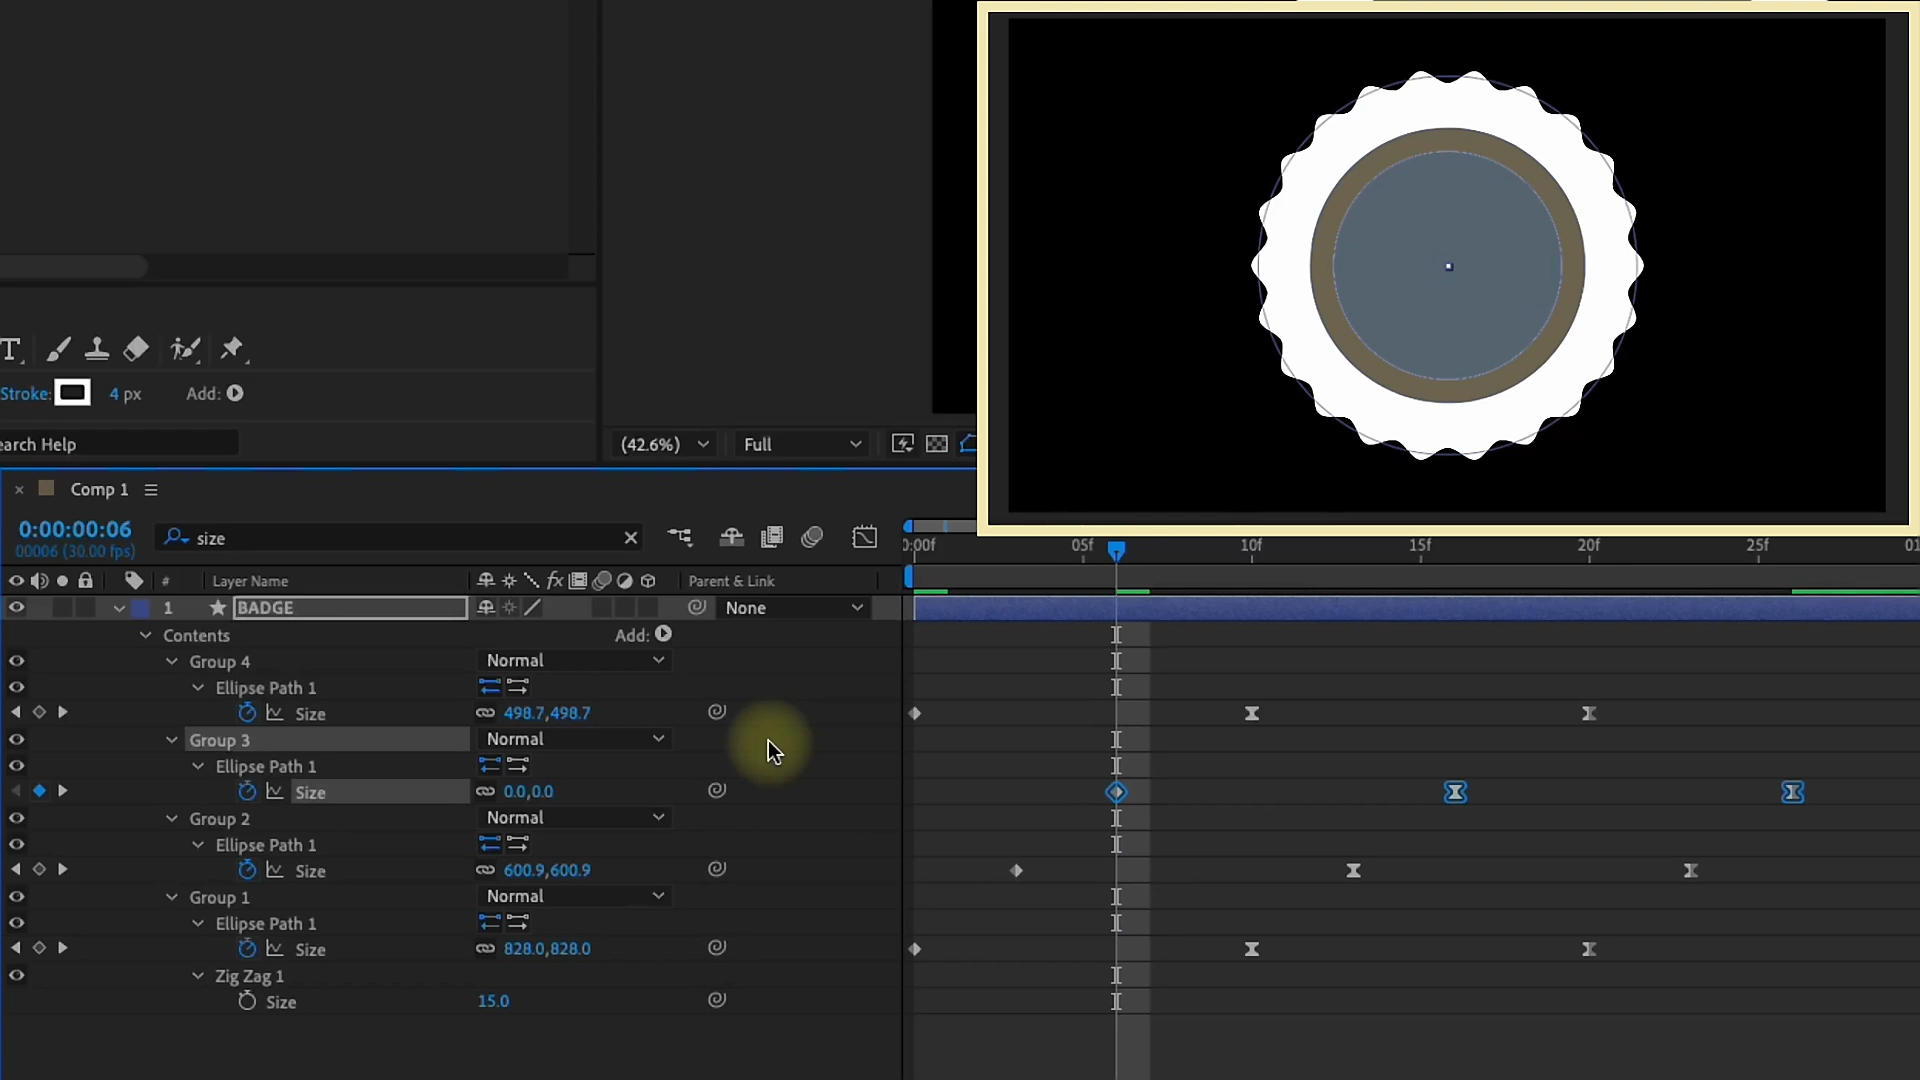 T
Stroke: 4 px Add:
earch Help
(42.6%) Full
Comp 1
0:00:00:06
00006 (30.00 fps)
size
:00f 05f 10f 15f 20f 25f 01
# Layer Name fx Parent & Link
1 BADGE None
Contents Add:
Group 4 Normal
Ellipse Path 1
Size 498.7,498.7
Group 3 Normal
Ellipse Path 1
Size 0.0,0.0
Group 2 Normal
Ellipse Path 1
Size 600.9,600.9
Group 1 Normal
Ellipse Path 1
Size 828.0,828.0
Zig Zag 1
Size 15.0